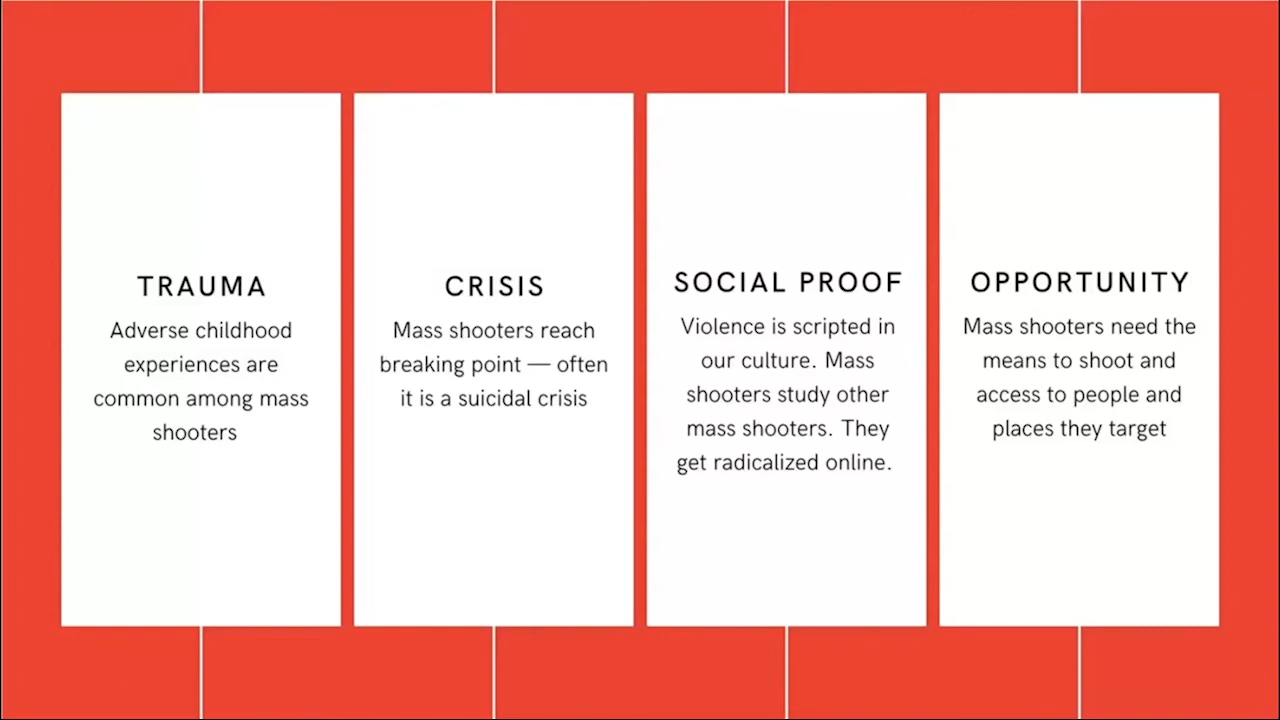 TRAUMA
Adverse childhood
experiences are
common among mass
shooters
CRISIS
Mass shooters reach
breaking point — often
it is a suicidal crisis
SOCIAL PROOF
Violence is scripted in
our culture. Mass
shooters study other
mass shooters. They
get radicalized online.
OPPORTUNITY
Mass shooters need the
means to shoot and
access to people and
places they target